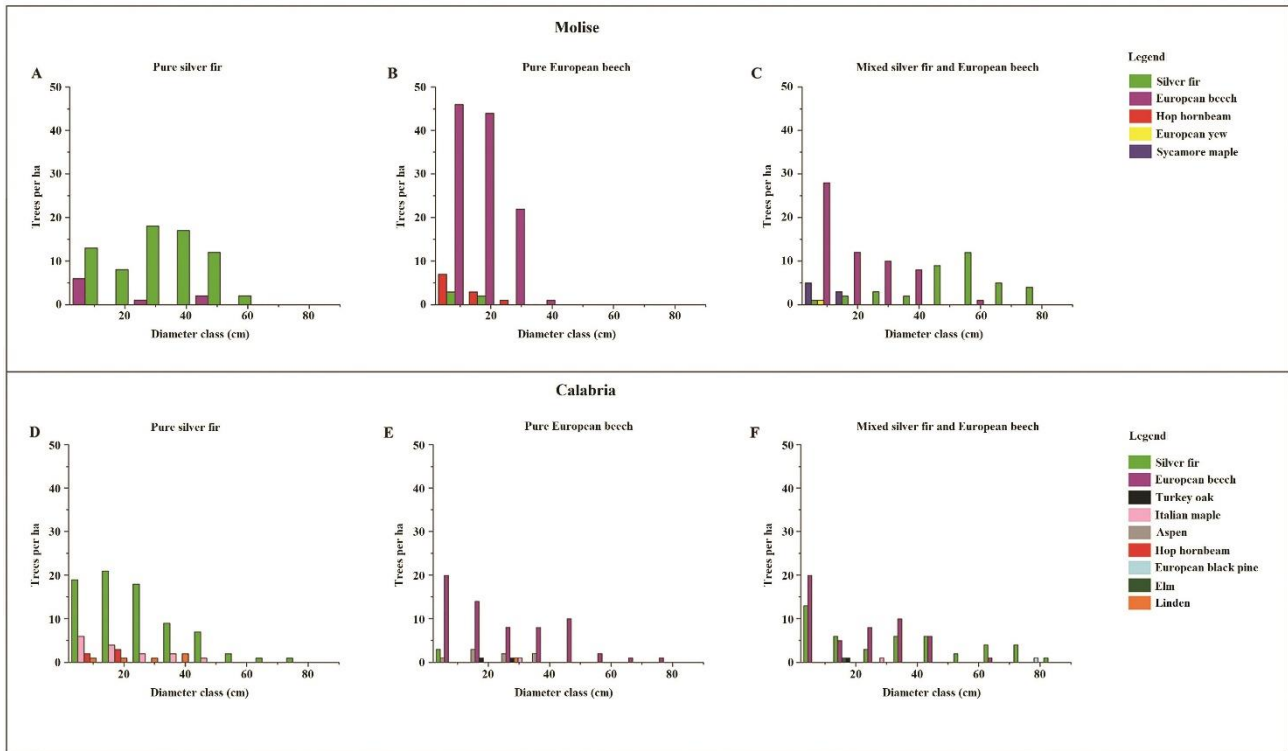 Molise
A
Pure silver fir
50
40
30
20
10
0
Trees per ha
20 40 60 80
Diameter class (cm)
B
Pure European beech
50
40
30
20
10
0
Trees per ha
20 40 60 80
Diameter class (cm)
C
Mixed silver fir and European beech
50
40
30
20
10
0
Trees per ha
20 40 60 80
Diameter class (cm)
Legend
Silver fir
European beech
Hop hornbeam
European yew
Sycamore maple
Calabria
D
Pure silver fir
50
40
30
20
10
0
Trees per ha
20 40 60 80
Diameter class (cm)
E
Pure European beech
50
40
30
20
10
0
Trees per ha
20 40 60 80
Diameter class (cm)
F
Mixed silver fir and European beech
50
40
30
20
10
0
Trees per ha
20 40 60 80
Diameter class (cm)
Legend
Silver fir
European beech
Turkey oak
Italian maple
Aspen
Hop hornbeam
European black pine
Elm
Linden